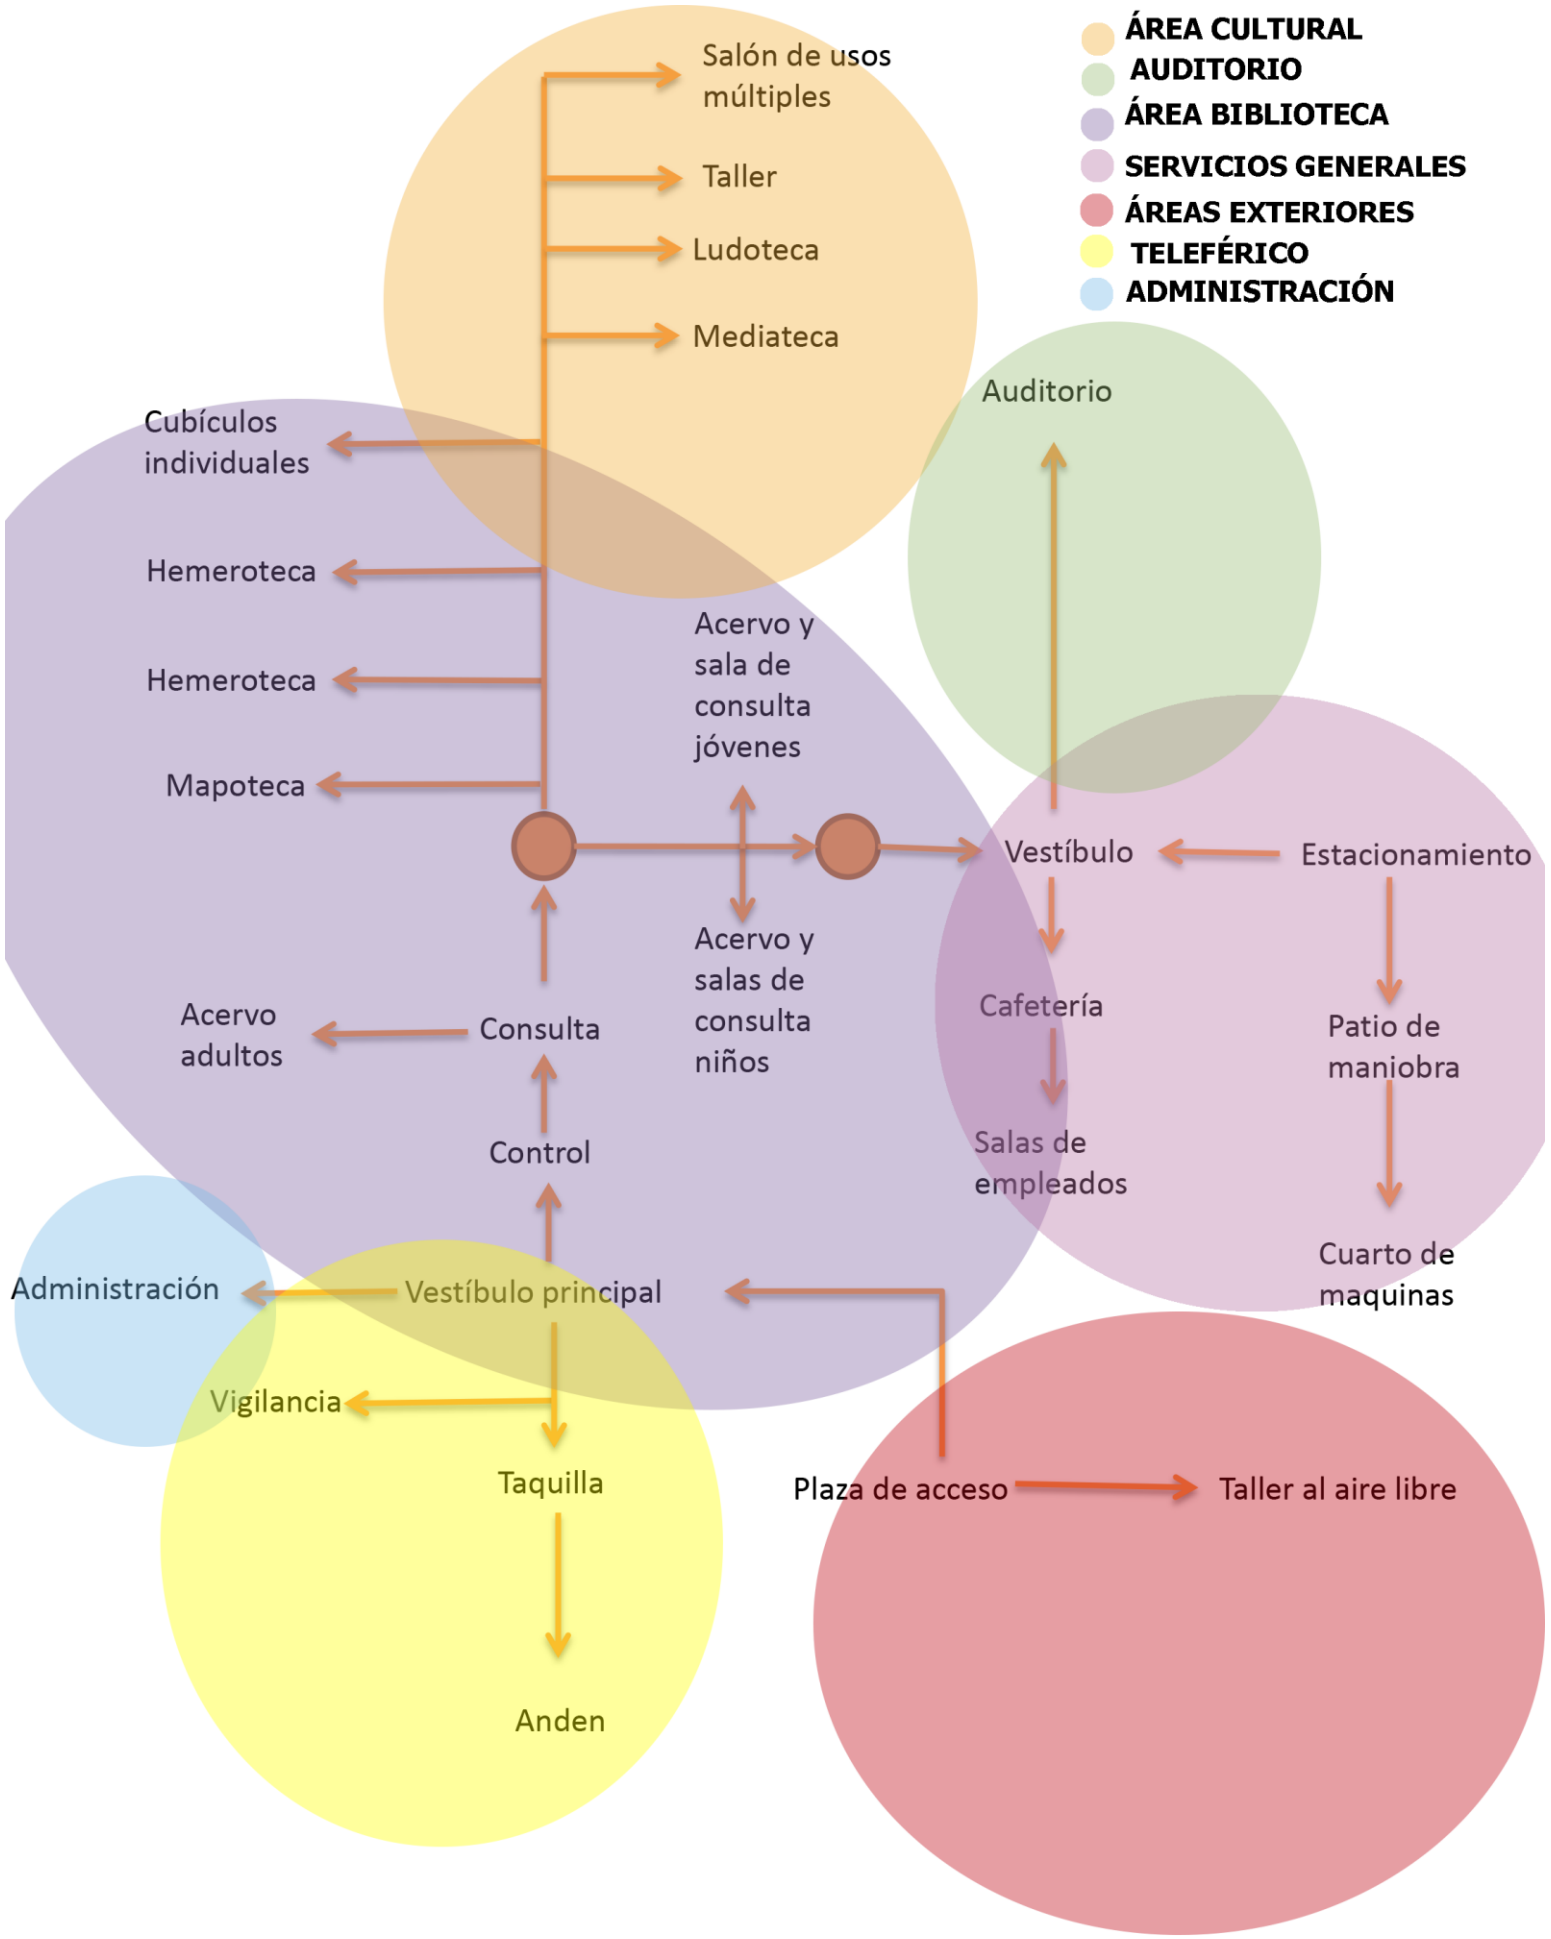 ÁREA CULTURAL
AUDITORIO
ÁREA BIBLIOTECA
SERVICIOS GENERALES
ÁREAS EXTERIORES
TELEFÉRICO
ADMINISTRACIÓN
Salón de usos
múltiples
Taller
Ludoteca
Mediateca
Auditorio
Cubículos
individuales
Hemeroteca
Hemeroteca
Mapoteca
Acervo y
sala de
consulta
jóvenes
Vestíbulo
Estacionamiento
Acervo y
salas de
consulta
niños
Acervo
adultos
Consulta
Cafetería
Patio de
maniobra
Control
Salas de
empleados
Cuarto de
maquinas
Administración
Vestíbulo principal
Vigilancia
Taquilla
Plaza de acceso
Taller al aire libre
Anden